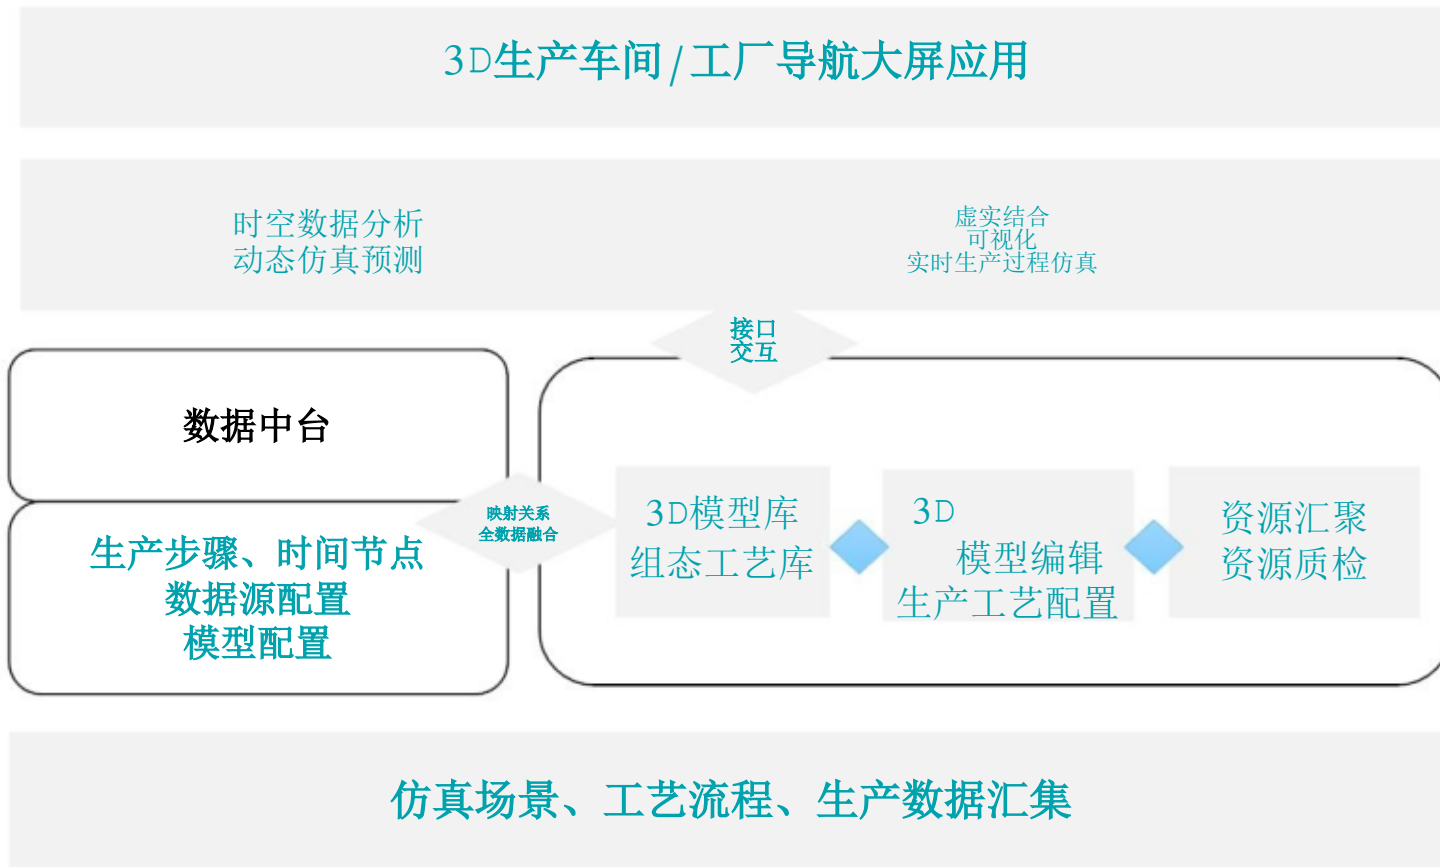 3D生产车间/工厂导航大屏应用
时空数据分析
动态仿真预测
虚实结合
可视化
实时生产过程仿真
接口
交互
数据中台
生产步骤、时间节点
数据源配置
模型配置
映射关系
全数据融合
3D模型库
组态工艺库
3D
模型编辑
生产工艺配置
资源汇聚
资源质检
仿真场景、工艺流程、生产数据汇集